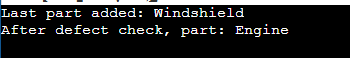 Last part added: Windshield
After defect check, part: Engine